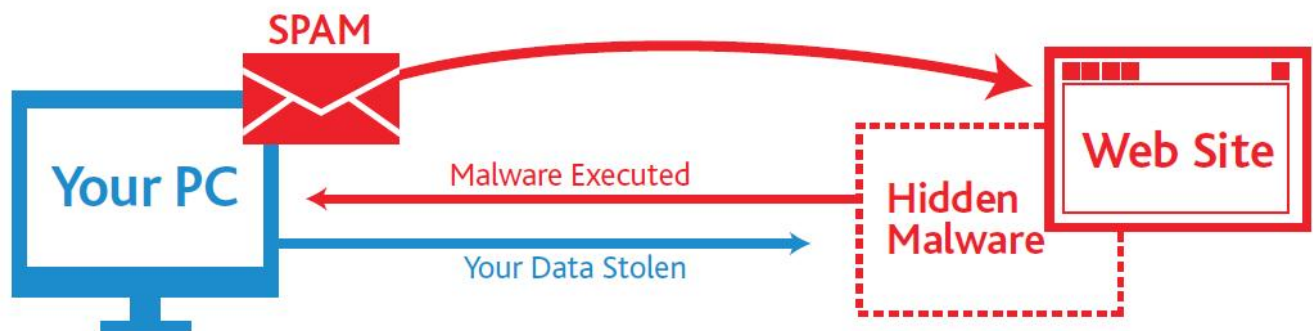 SPAM
Your PC
Web Site
Malware Executed
Hidden
Malware
Your Data Stolen